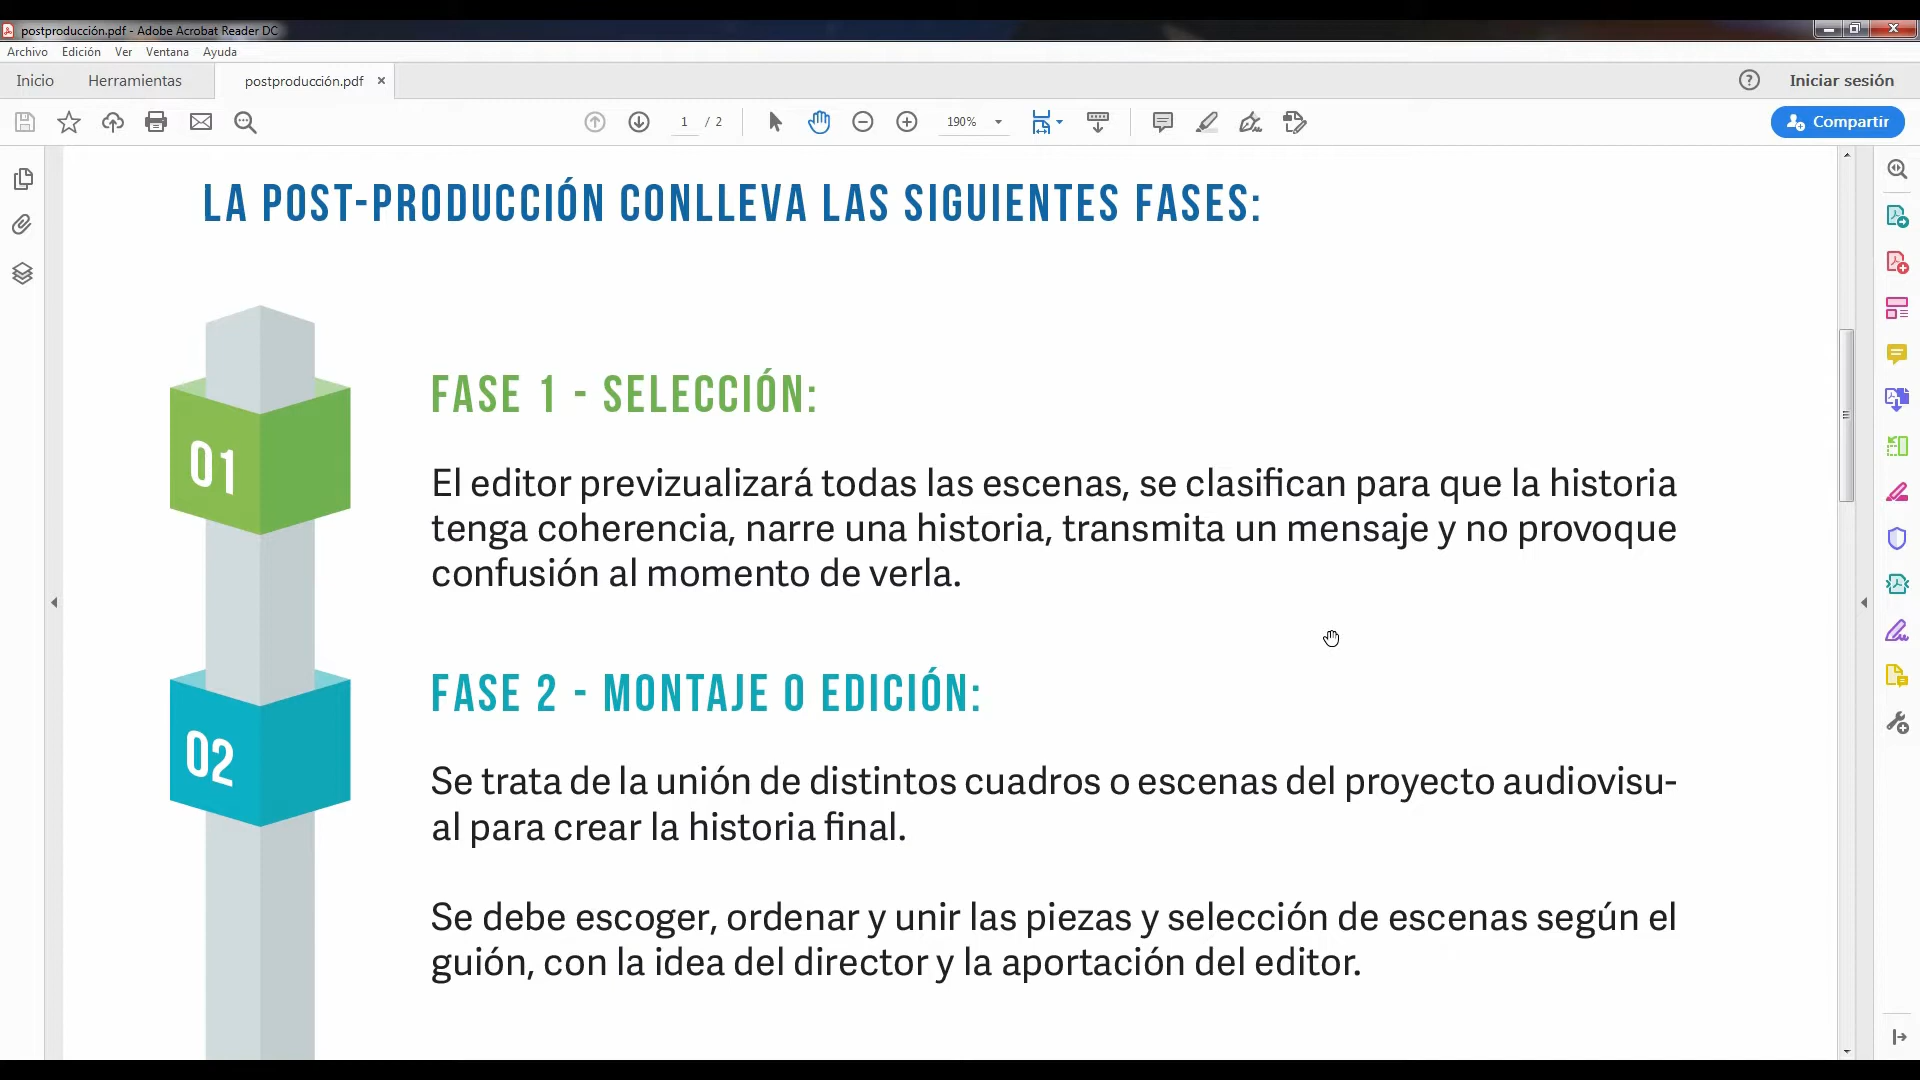 postproducción.pdf - Adobe Acrobat Reader DC
Archivo Edición Ver Ventana Ayuda
Inicio Herramientas postproducción.pdf × Iniciar sesión
1 / 2 190% Compartir
LA POST-PRODUCCIÓN CONLLEVA LAS SIGUIENTES FASES:
01
FASE 1 - SELECCIÓN:
El editor previzualizará todas las escenas, se clasifican para que la historia
tenga coherencia, narre una historia, transmita un mensaje y no provoque
confusión al momento de verla.
02
FASE 2 - MONTAJE O EDICIÓN:
Se trata de la unión de distintos cuadros o escenas del proyecto audiovisu-
al para crear la historia final.
Se debe escoger, ordenar y unir las piezas y selección de escenas según el
guión, con la idea del director y la aportación del editor.